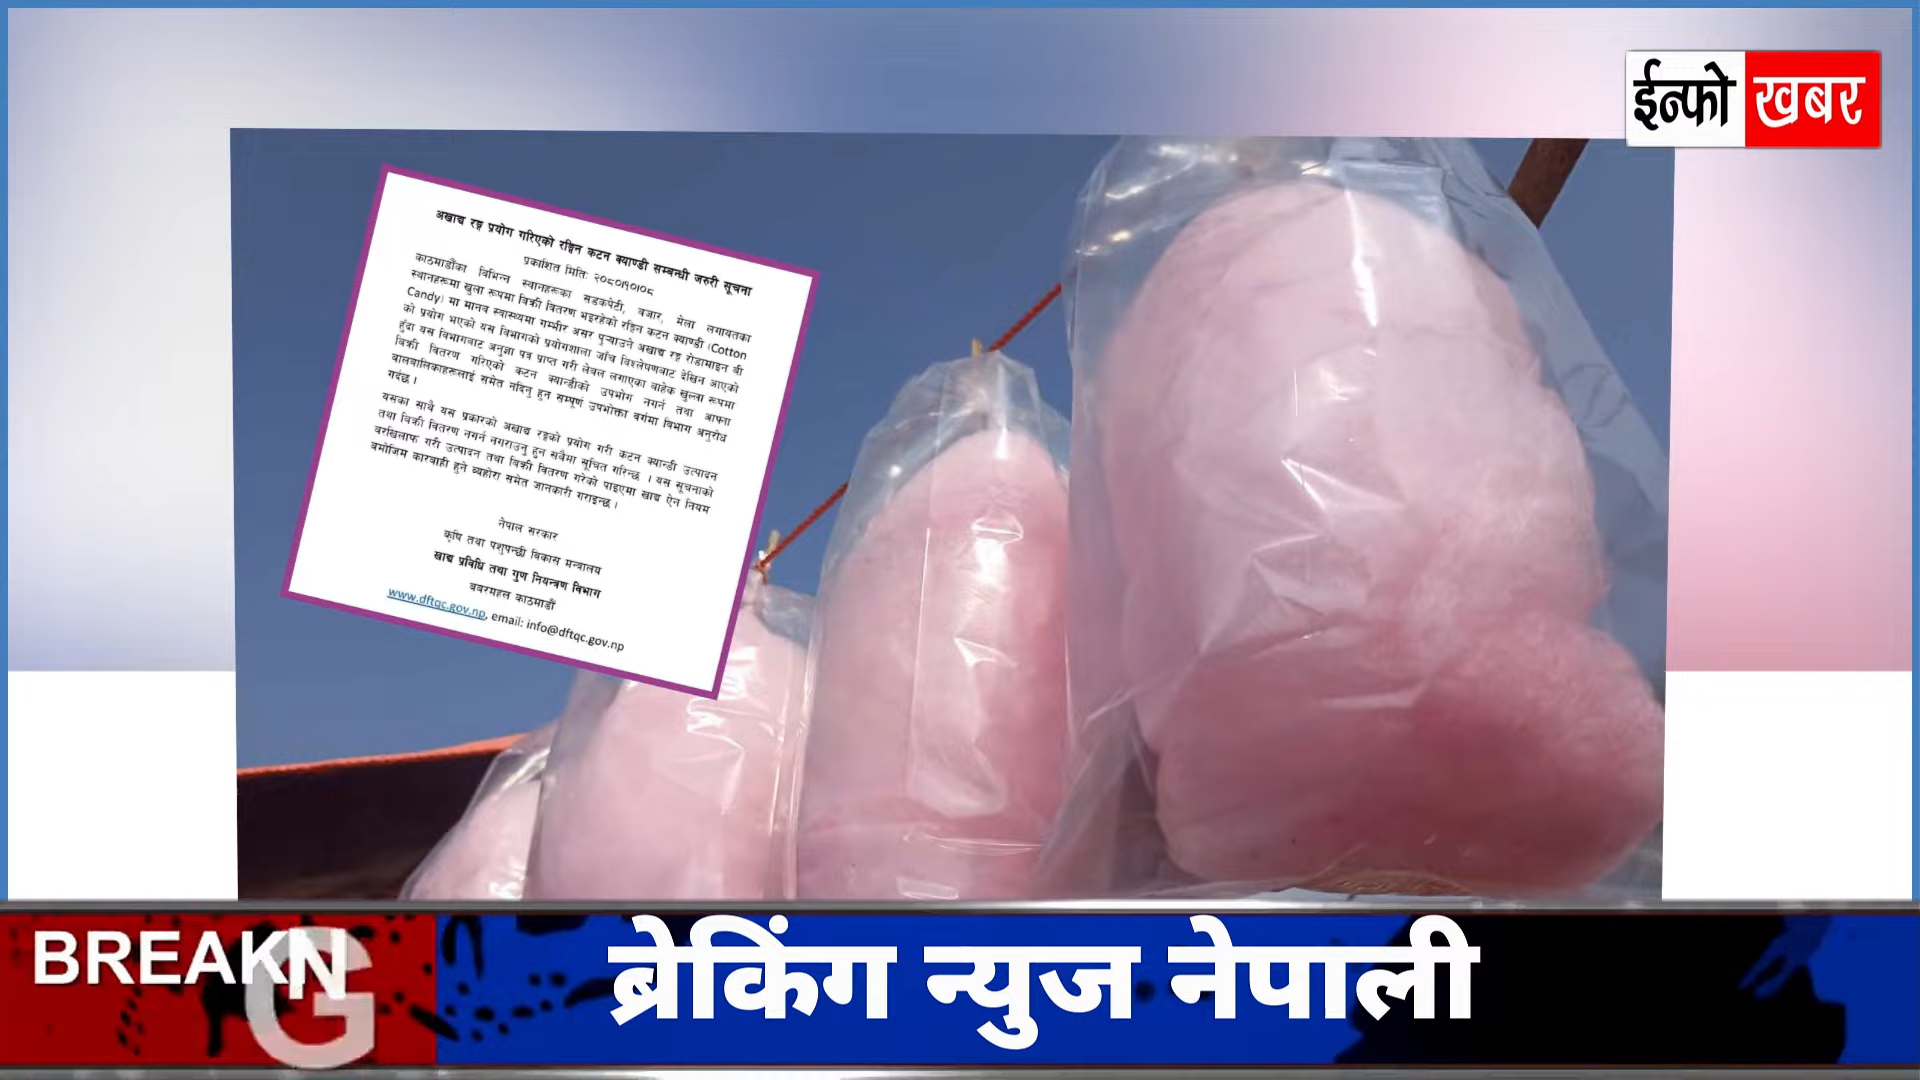 ईन्फो खबर
अखाद्य रङ्ग प्रयोग गरिएको रङ्गिन कटन क्याण्डी सम्बन्धी जरुरी सूचना
प्रकाशित मितिः २०८०।१०।०८
काठमाडौंका विभिन्न स्थानहरूका सडकपेटी, बजार, मेला लगायतका
स्थानहरूमा खुला रूपमा बिक्री वितरण भइरहेको रङ्गिन कटन क्याण्डी (Cotton
Candy) मा मानव स्वास्थ्यमा गम्भीर असर पुऱ्याउने अखाद्य रङ्ग रोडामाइन बी
को प्रयोग भएको यस विभागको प्रयोगशाला जाँच विश्लेषणबाट देखिन आएको
हुँदा यस विभागबाट अनुज्ञा पत्र प्राप्त गरी लेबल लगाएका बाहेक खुल्ला रूपमा
बिक्री वितरण गरिएको कटन क्यान्डीको उपभोग नगर्न तथा आफ्ना
बालबालिकाहरूलाई समेत नदिनु हुन सम्पूर्ण उपभोक्ता वर्गमा विभाग अनुरोध
गर्दछ ।
यसका साथै यस प्रकारको अखाद्य रङ्गको प्रयोग गरी कटन क्यान्डी उत्पादन
तथा बिक्री वितरण नगर्न नगराउनु हुन सबैमा सूचित गरिन्छ । यस सूचनाको
बरखिलाफ गरी उत्पादन तथा बिक्री वितरण गरेको पाइएमा खाद्य ऐन नियम
बमोजिम कारवाही हुने व्यहोरा समेत जानकारी गराइन्छ ।
नेपाल सरकार
कृषि तथा पशुपन्छी विकास मन्त्रालय
खाद्य प्रविधि तथा गुण नियन्त्रण विभाग
बबरमहल काठमाडौं
www.dftqc.gov.np, email: info@dftqc.gov.np
BREAKNG
ब्रेकिंग न्युज नेपाली